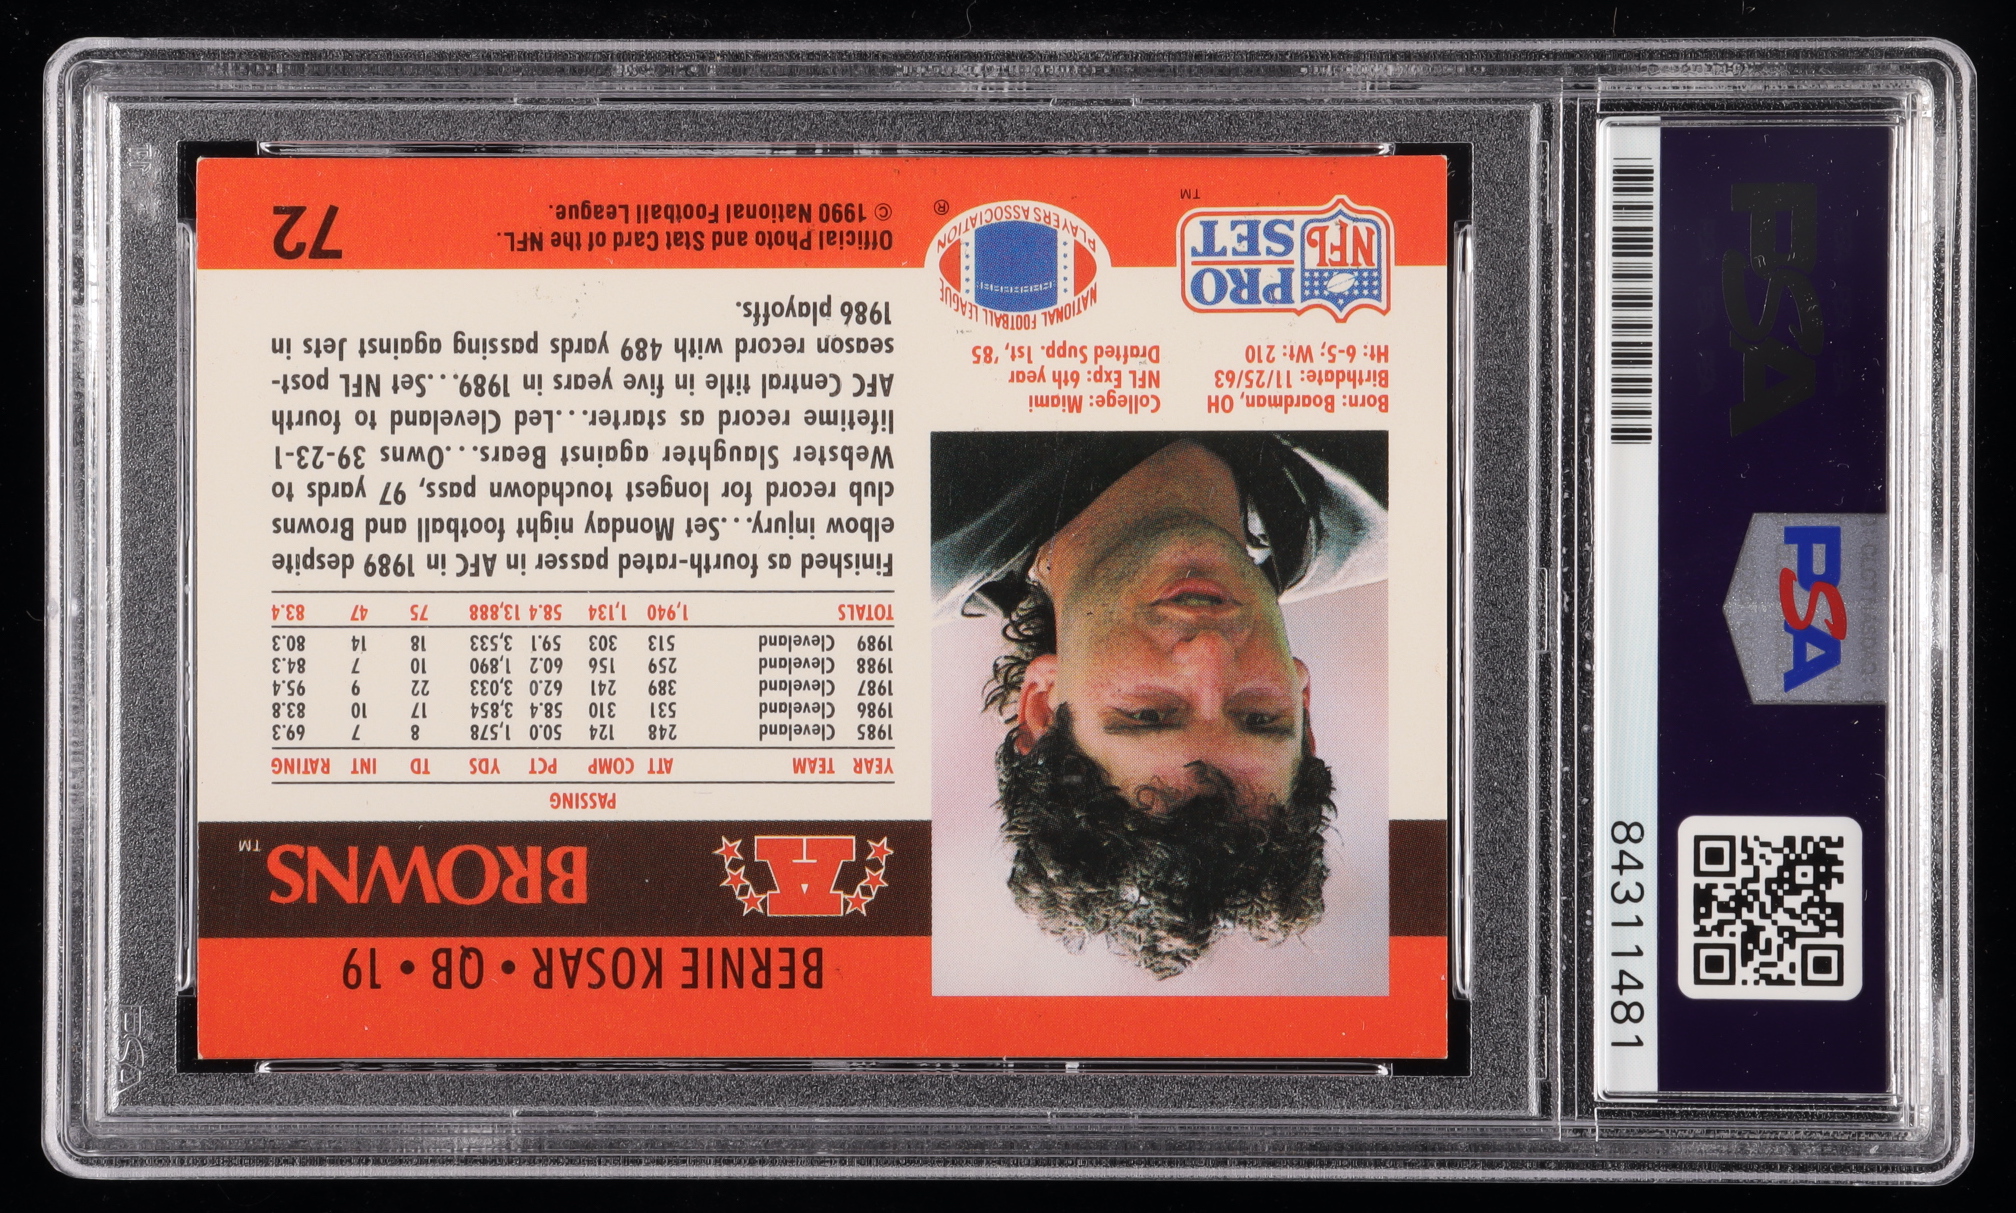 BERNIE KOSAR • QB • 19
A
BROWNS™
PASSING
YEAR TEAM ATT COMP PCT YDS TD INT RATING
1985 Cleveland 248 124 50.0 1,578 8 7 69.3
1986 Cleveland 531 310 58.4 3,854 17 10 83.8
1987 Cleveland 389 241 62.0 3,033 22 9 95.4
1988 Cleveland 259 156 60.2 1,890 10 7 84.3
1989 Cleveland 513 303 59.1 3,533 18 14 80.3
TOTALS 1,940 1,134 58.4 13,888 75 47 83.4
Finished as fourth-rated passer in AFC in 1989 despite
elbow injury...Set Monday night football and Browns
club record for longest touchdown pass, 97 yards to
Webster Slaughter against Bears...Owns 39-23-1
lifetime record as starter...Led Cleveland to fourth
AFC Central title in five years in 1989...Set NFL post-
season record with 489 yards passing against Jets in
1986 playoffs.
Born: Boardman, OH
Birthdate: 11/25/63
Ht: 6-5; Wt: 210
College: Miami
NFL Exp: 6th year
Drafted Supp. 1st, '85
NFL PRO SET
™
NATIONAL FOOTBALL LEAGUE
PLAYERS ASSOCIATION
®
Official Photo and Stat Card of the NFL.
© 1990 National Football League.
72
PSA
PSA
84311481
PSA